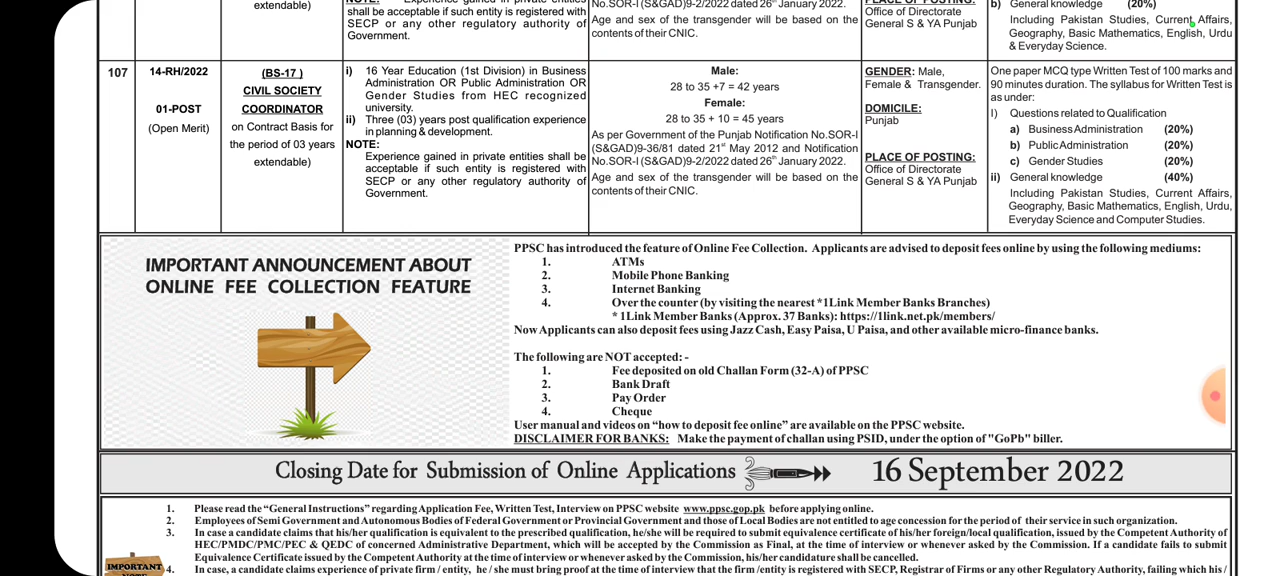 extendable)
NOTE: Experience gained in private entities
shall be acceptable if such entity is registered with
SECP or any other regulatory authority of
Government.
No.SOR-I (S&GAD)9-2/2022 dated 26th January 2022.
Age and sex of the transgender will be based on the
contents of their CNIC.
PLACE OF POSTING:
Office of Directorate
General S & YA Punjab
b) General knowledge (20%)
Including Pakistan Studies, Current Affairs,
Geography, Basic Mathematics, English, Urdu
& Everyday Science.
107
14-RH/2022
01-POST
(Open Merit)
(BS-17 )
CIVIL SOCIETY
COORDINATOR
on Contract Basis for
the period of 03 years
extendable)
i) 16 Year Education (1st Division) in Business
Administration OR Public Administration OR
Gender Studies from HEC recognized
university.
ii) Three (03) years post qualification experience
in planning & development.
NOTE:
Experience gained in private entities shall be
acceptable if such entity is registered with
SECP or any other regulatory authority of
Government.
Male:
28 to 35 +7 = 42 years
Female:
28 to 35 + 10 = 45 years
As per Government of the Punjab Notification No.SOR-I
(S&GAD)9-36/81 dated 21st May 2012 and Notification
No.SOR-I (S&GAD)9-2/2022 dated 26th January 2022.
Age and sex of the transgender will be based on the
contents of their CNIC.
GENDER: Male,
Female & Transgender.
DOMICILE:
Punjab
PLACE OF POSTING:
Office of Directorate
General S & YA Punjab
One paper MCQ type Written Test of 100 marks and
90 minutes duration. The syllabus for Written Test is
as under:
I) Questions related to Qualification
a) Business Administration (20%)
b) Public Administration (20%)
c) Gender Studies (20%)
ii) General knowledge (40%)
Including Pakistan Studies, Current Affairs,
Geography, Basic Mathematics, English, Urdu,
Everyday Science and Computer Studies.
IMPORTANT ANNOUNCEMENT ABOUT
ONLINE FEE COLLECTION FEATURE
PPSC has introduced the feature of Online Fee Collection. Applicants are advised to deposit fees online by using the following mediums:
1. ATMs
2. Mobile Phone Banking
3. Internet Banking
4. Over the counter (by visiting the nearest *1Link Member Banks Branches)
* 1Link Member Banks (Approx. 37 Banks): https://1link.net.pk/members/
Now Applicants can also deposit fees using Jazz Cash, Easy Paisa, U Paisa, and other available micro-finance banks.
The following are NOT accepted: -
1. Fee deposited on old Challan Form (32-A) of PPSC
2. Bank Draft
3. Pay Order
4. Cheque
User manual and videos on “how to deposit fee online” are available on the PPSC website.
DISCLAIMER FOR BANKS: Make the payment of challan using PSID, under the option of "GoPb" biller.
Closing Date for Submission of Online Applications 16 September 2022
1. Please read the “General Instructions” regarding Application Fee, Written Test, Interview on PPSC website www.ppsc.gop.pk before applying online.
2. Employees of Semi Government and Autonomous Bodies of Federal Government or Provincial Government and those of Local Bodies are not entitled to age concession for the period of their service in such organization.
3. In case a candidate claims that his/her qualification is equivalent to the prescribed qualification, he/she will be required to submit equivalence certificate of his/her foreign/local qualification, issued by the Competent Authority of
HEC/PMDC/PMC/PEC & QEDC of concerned Administrative Department, which will be accepted by the Commission as Final, at the time of interview or whenever asked by the Commission. If a candidate fails to submit
Equivalence Certificate issued by the Competent Authority at the time of interview or whenever asked by the Commission, his/her candidature shall be cancelled.
4. In case, a candidate claims experience of private firm / entity, he / she must bring proof at the time of interview that the firm /entity is registered with SECP, Registrar of Firms or any other Regulatory Authority, failing which his /
IMPORTANT
NOTE